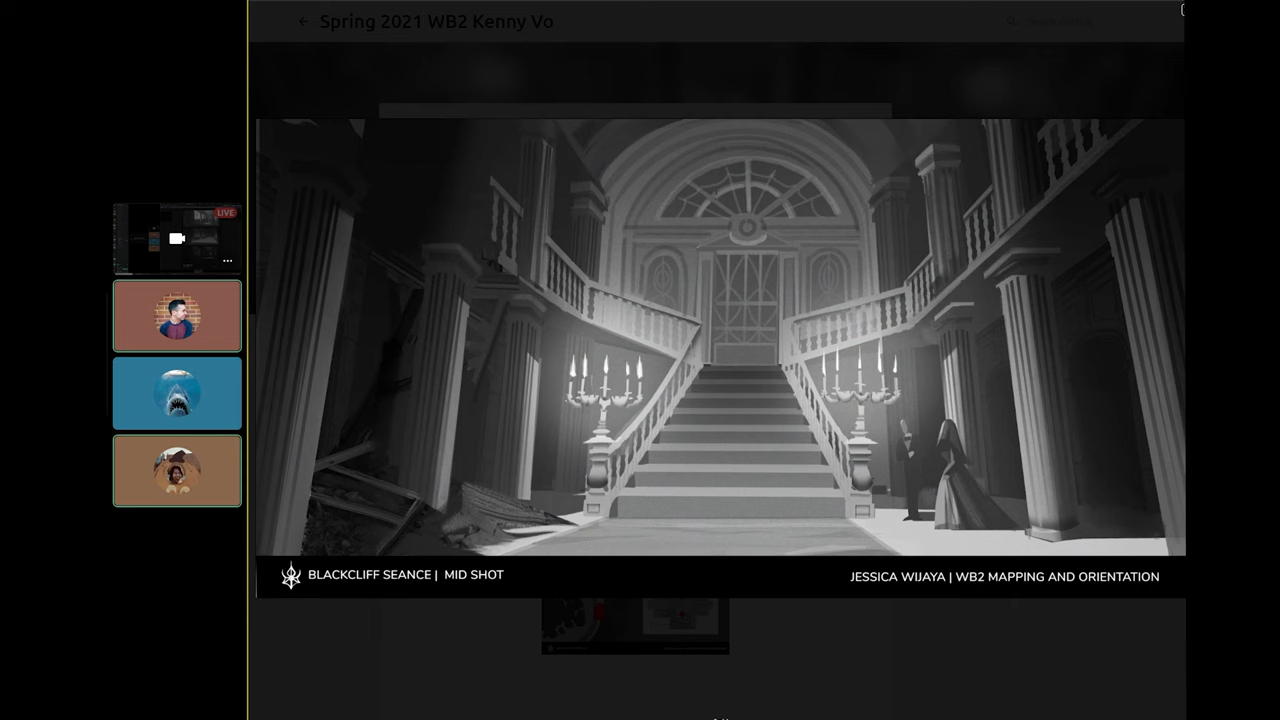 Spring 2021 WB2 Kenny Vo
LIVE
BLACKCLIFF SEANCE | MID SHOT
JESSICA WIJAYA | WB2 MAPPING AND ORIENTATION